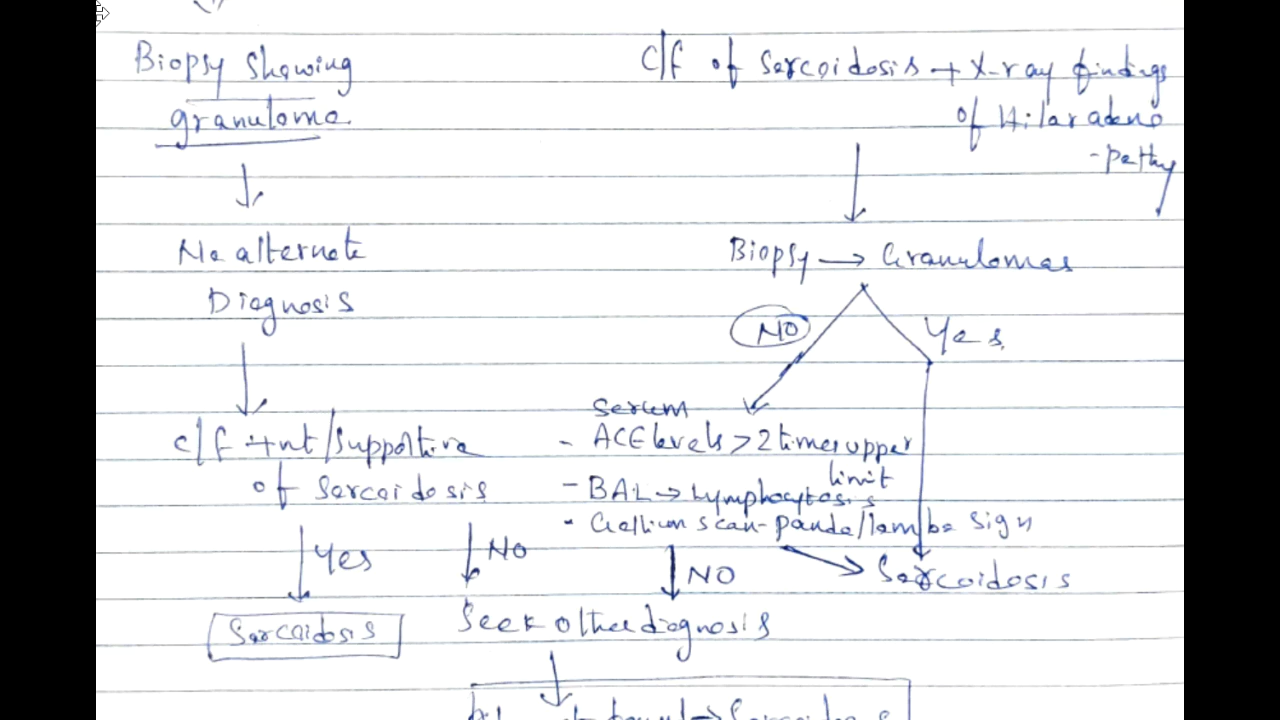 Biopsy showing
granuloma
No alternate
Diagnosis
c/f +nt/supportive
of sarcoidosis
Yes
NO
Sarcoidosis
Seek other diagnosis
c/f of sarcoidosis + X-ray findings
of Hilar adeno
-pathy
Biopsy → Granulomas
NO
Yes
Serum
- ACE levels > 2 times upper
limit
- BAL → Lymphocytosis
- Gallium scan - panda/lambda sign
NO
Sarcoidosis
→ Sarcoidosis